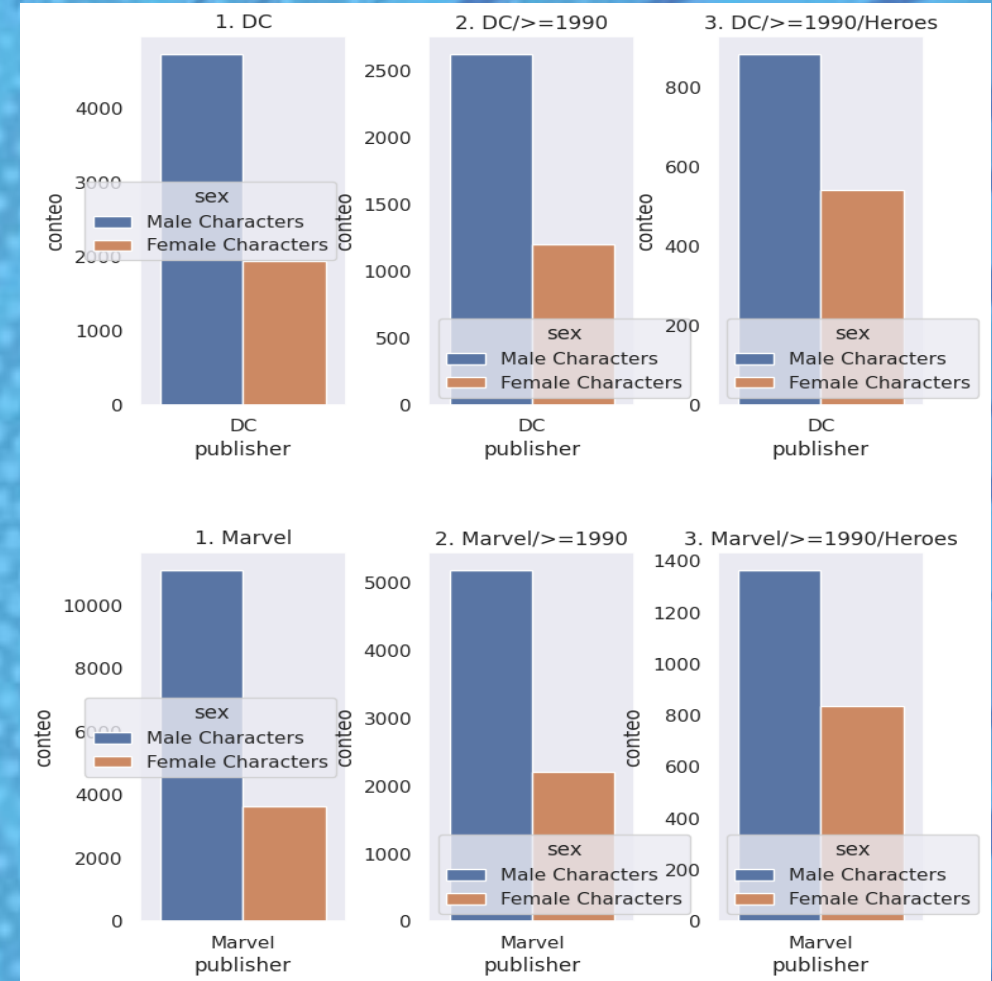 1. DC
2. DC/>=1990
3. DC/>=1990/Heroes
conteo
4000
3000
2000
1000
0
sex
Male Characters
Female Characters
DC
publisher
conteo
2500
2000
1500
1000
500
0
sex
Male Characters
Female Characters
DC
publisher
conteo
800
600
400
200
0
sex
Male Characters
Female Characters
DC
publisher
1. Marvel
2. Marvel/>=1990
3. Marvel/>=1990/Heroes
conteo
10000
8000
6000
4000
2000
0
sex
Male Characters
Female Characters
Marvel
publisher
conteo
5000
4000
3000
2000
1000
0
sex
Male Characters
Female Characters
Marvel
publisher
conteo
1400
1200
1000
800
600
400
200
0
sex
Male Characters
Female Characters
Marvel
publisher